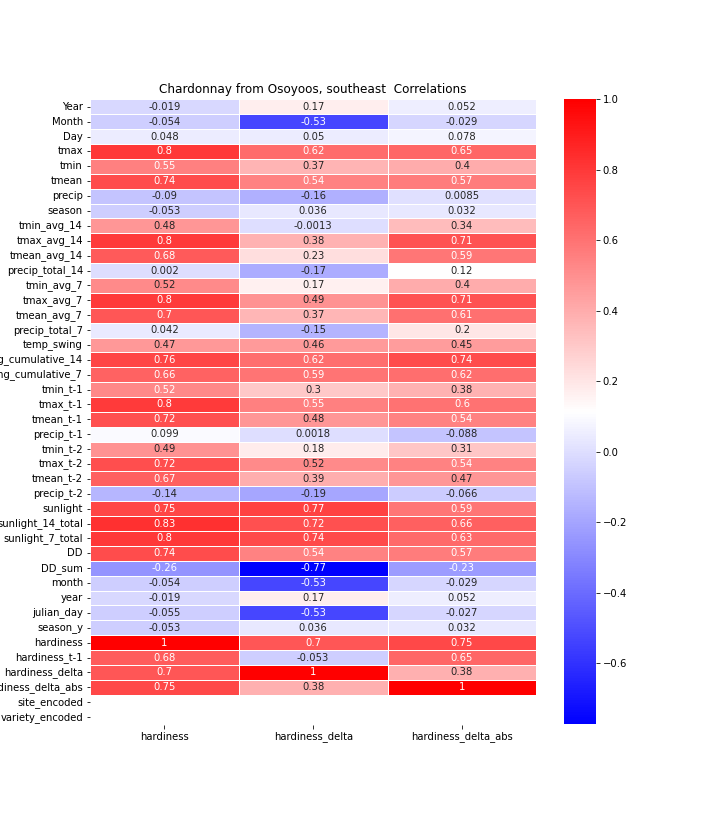 Chardonnay from Osoyoos, southeast  Correlations
Year -0.019 0.17 0.052
Month -0.054 -0.53 -0.029
Day 0.048 0.05 0.078
tmax 0.8 0.62 0.65
tmin 0.55 0.37 0.4
tmean 0.74 0.54 0.57
precip -0.09 -0.16 0.0085
season -0.053 0.036 0.032
tmin_avg_14 0.48 -0.0013 0.34
tmax_avg_14 0.8 0.38 0.71
tmean_avg_14 0.68 0.23 0.59
precip_total_14 0.002 -0.17 0.12
tmin_avg_7 0.52 0.17 0.4
tmax_avg_7 0.8 0.49 0.71
tmean_avg_7 0.7 0.37 0.61
precip_total_7 0.042 -0.15 0.2
temp_swing 0.47 0.46 0.45
g_cumulative_14 0.76 0.62 0.74
ng_cumulative_7 0.66 0.59 0.62
tmin_t-1 0.52 0.3 0.38
tmax_t-1 0.8 0.55 0.6
tmean_t-1 0.72 0.48 0.54
precip_t-1 0.099 0.0018 -0.088
tmin_t-2 0.49 0.18 0.31
tmax_t-2 0.72 0.52 0.54
tmean_t-2 0.67 0.39 0.47
precip_t-2 -0.14 -0.19 -0.066
sunlight 0.75 0.77 0.59
sunlight_14_total 0.83 0.72 0.66
sunlight_7_total 0.8 0.74 0.63
DD 0.74 0.54 0.57
DD_sum -0.26 -0.77 -0.23
month -0.054 -0.53 -0.029
year -0.019 0.17 0.052
julian_day -0.055 -0.53 -0.027
season_y -0.053 0.036 0.032
hardiness 1 0.7 0.75
hardiness_t-1 0.68 -0.053 0.65
hardiness_delta 0.7 1 0.38
diness_delta_abs 0.75 0.38 1
site_encoded
variety_encoded
hardiness hardiness_delta hardiness_delta_abs
1.0
0.8
0.6
0.4
0.2
0.0
-0.2
-0.4
-0.6